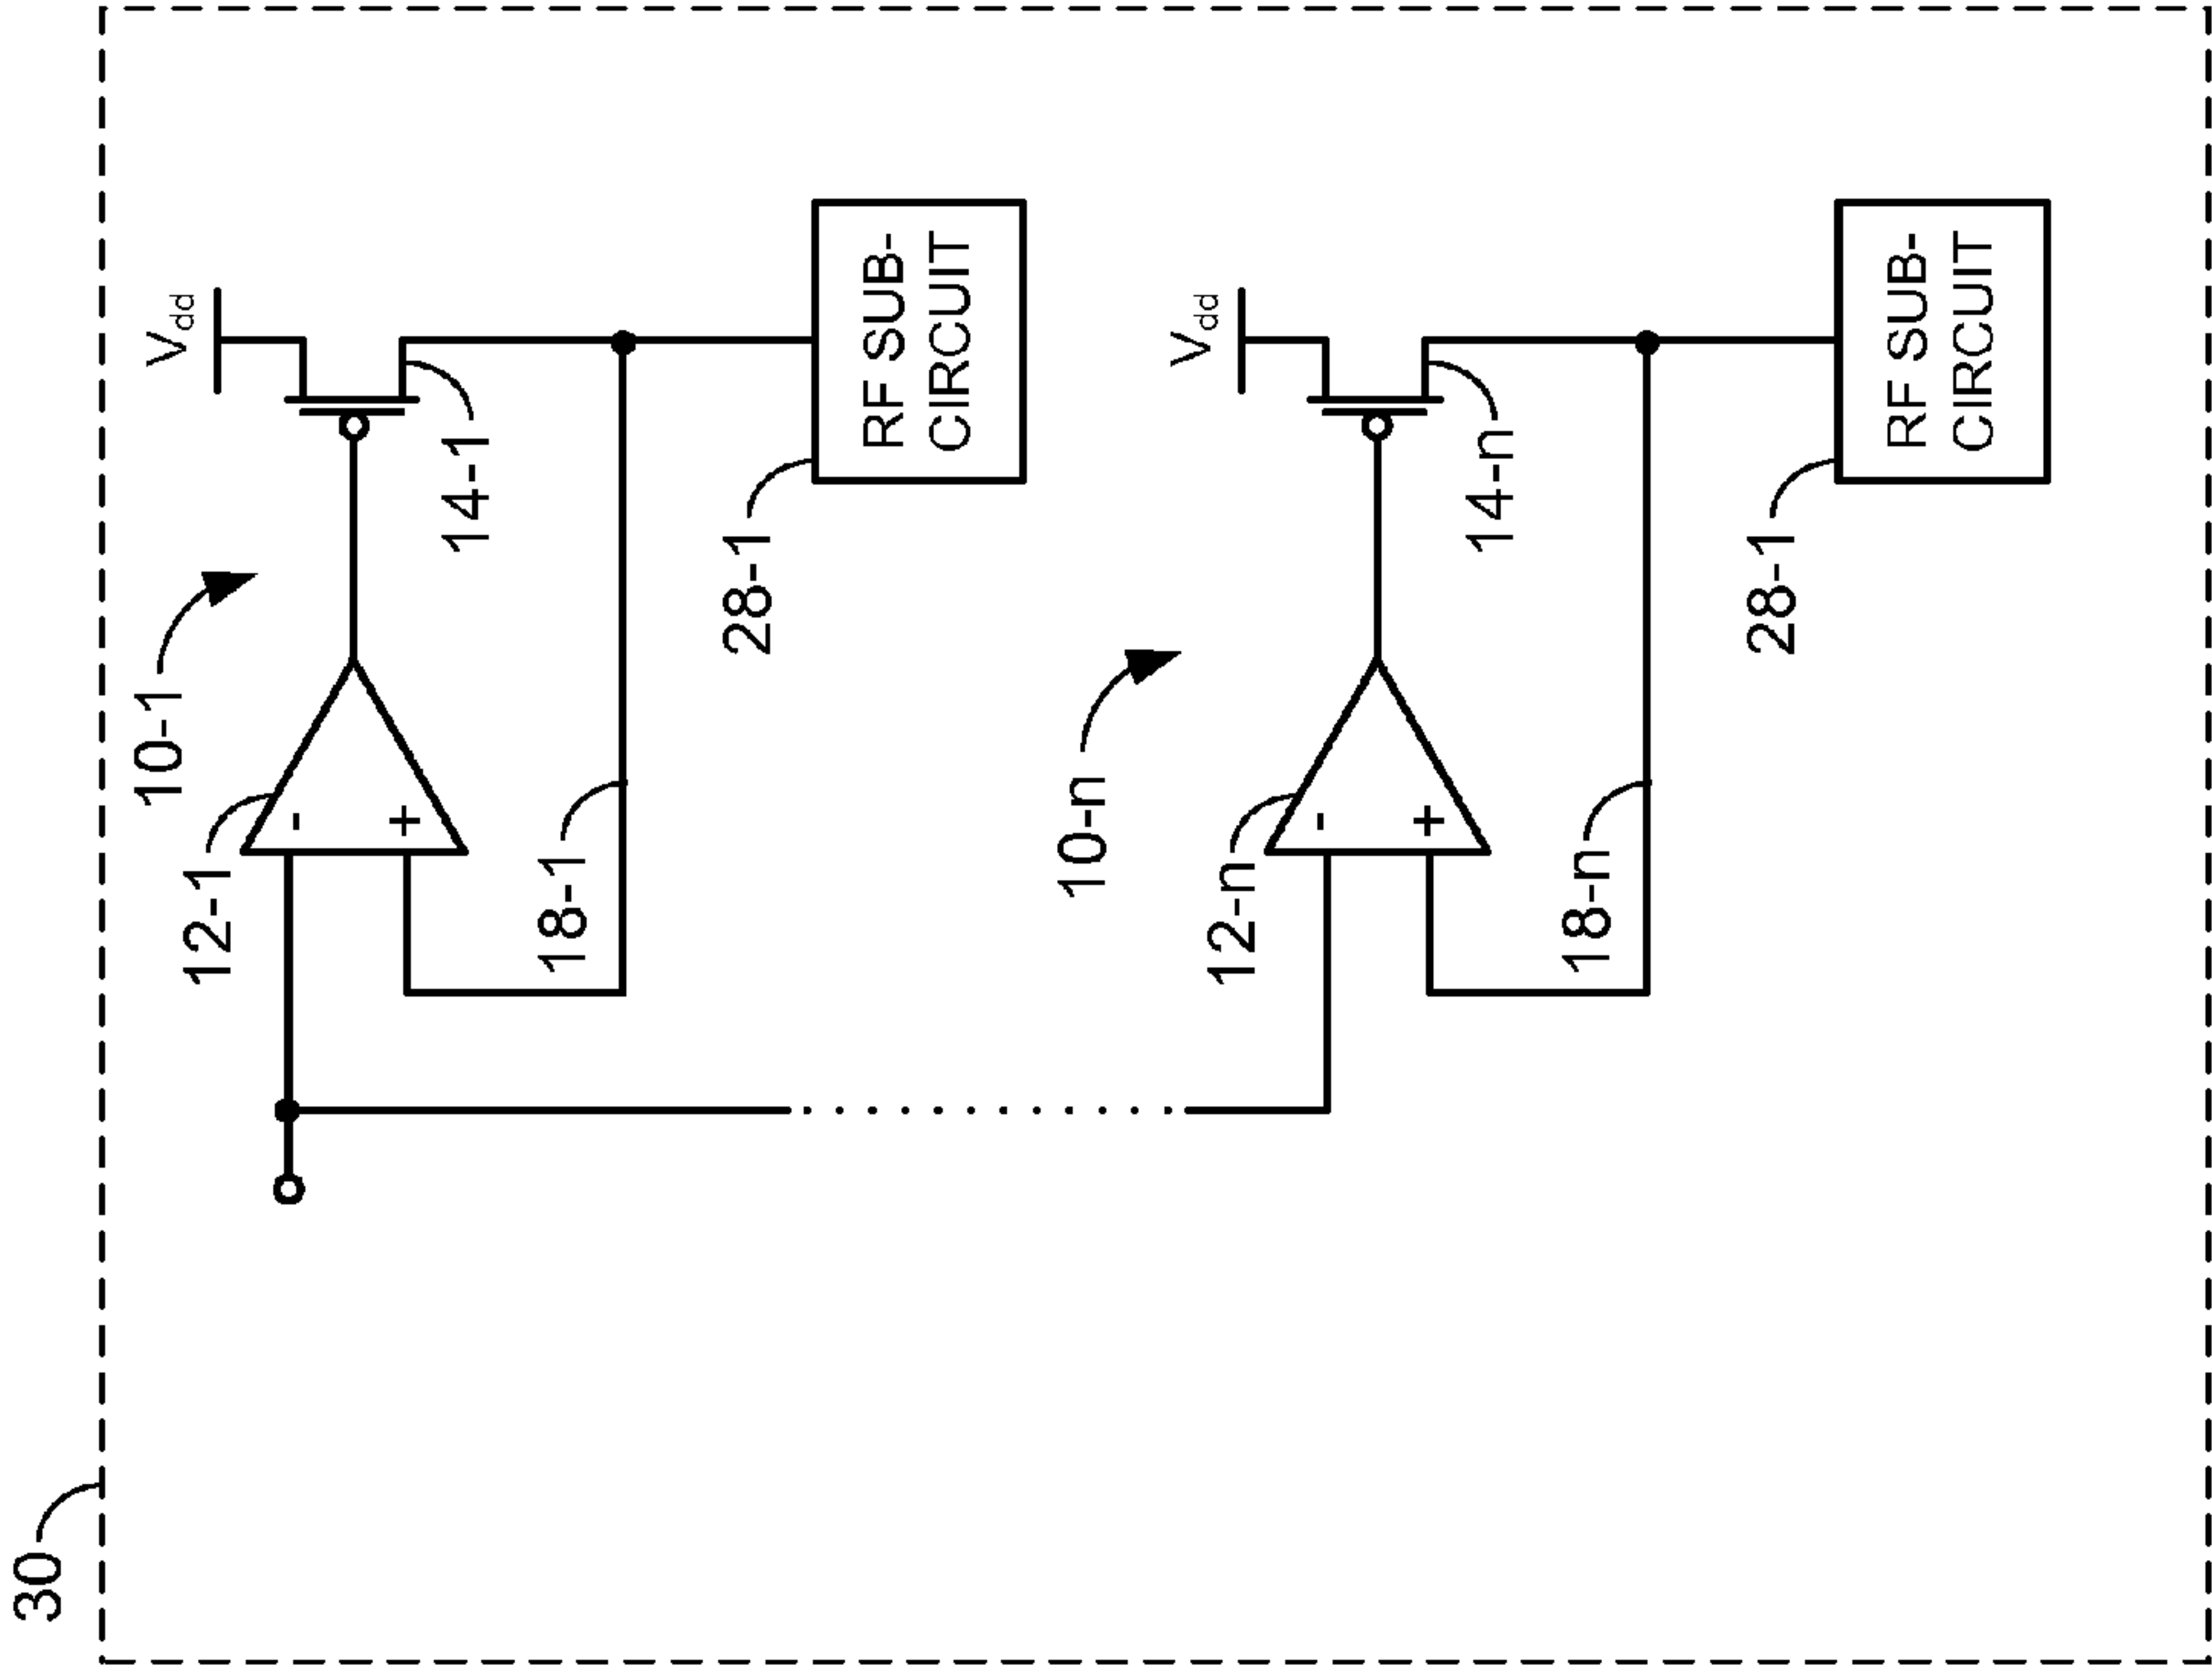 30
10-1
Vdd
12-1
-
+
14-1
18-1
28-1
RF SUB-
CIRCUIT
10-n
Vdd
12-n
-
+
14-n
18-n
28-1
RF SUB-
CIRCUIT